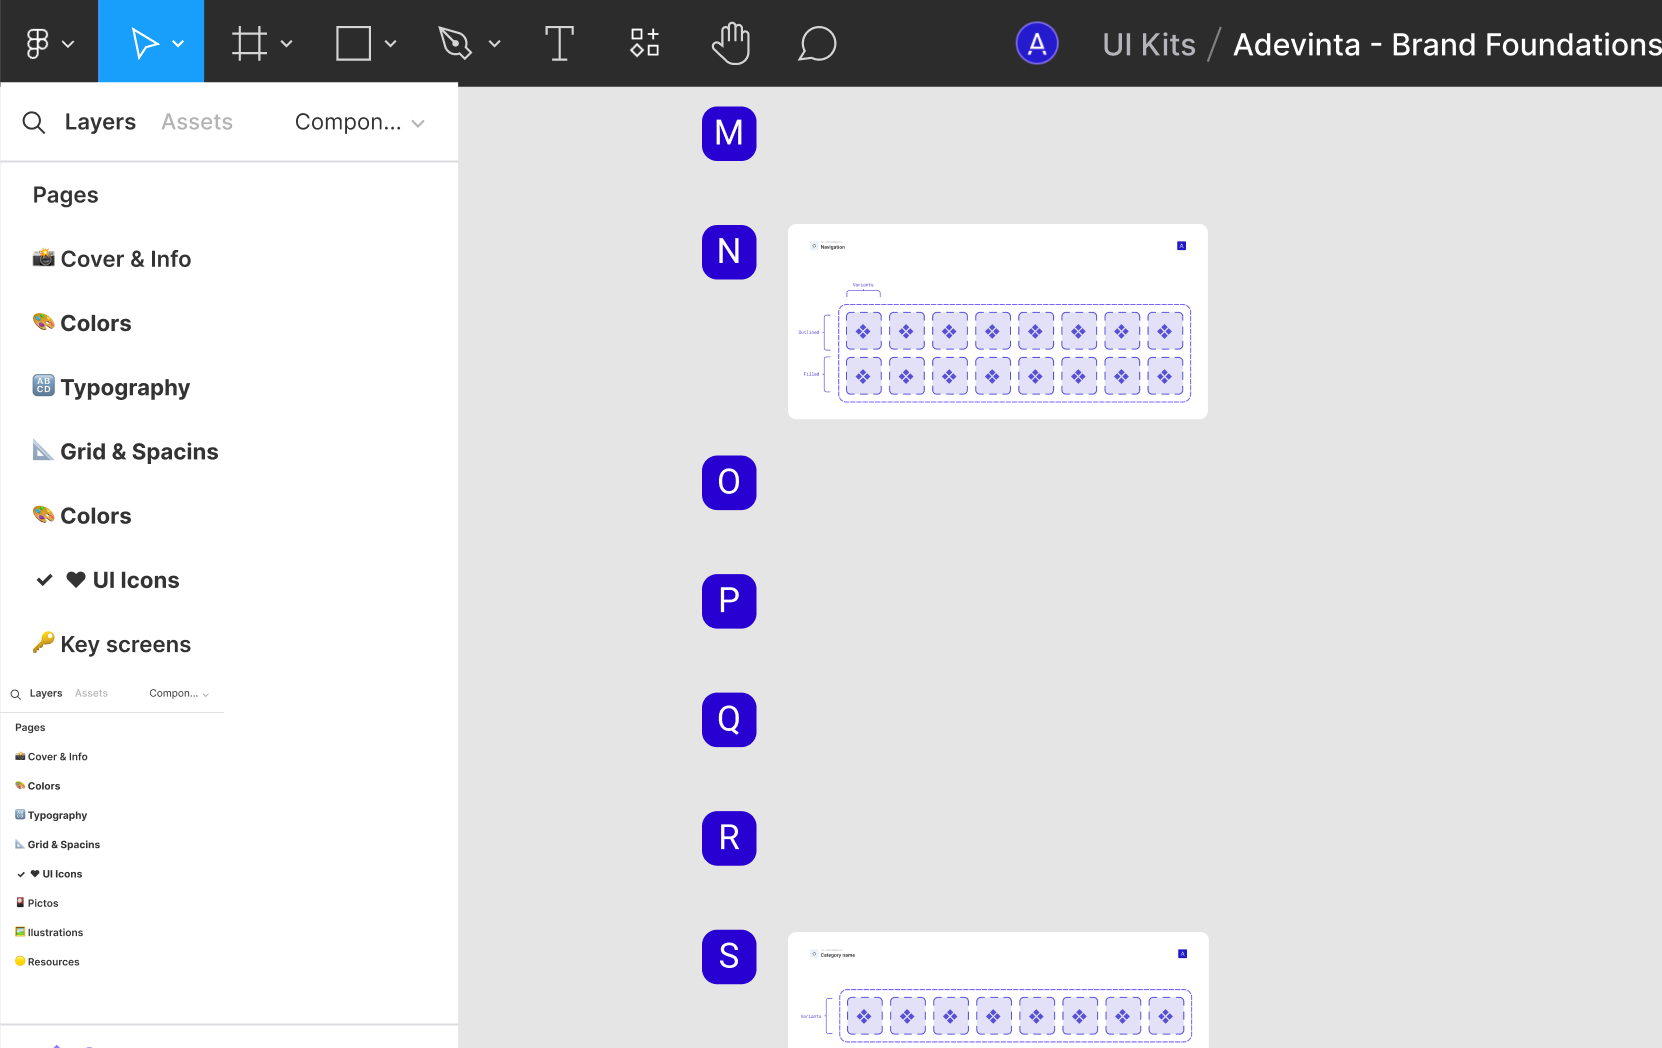 A UI Kits / Adevinta - Brand Foundations
Layers Assets Compon...
Pages
Cover & Info
Colors
Typography
Grid & Spacins
Colors
UI Icons
Key screens
Layers Assets Compon...
Pages
Cover & Info
Colors
Typography
Grid & Spacins
UI Icons
Pictos
Ilustrations
Resources
M
N
Navigation
A
Variants
Outlined
Filled
O
P
Q
R
S
Category name
A
Variants